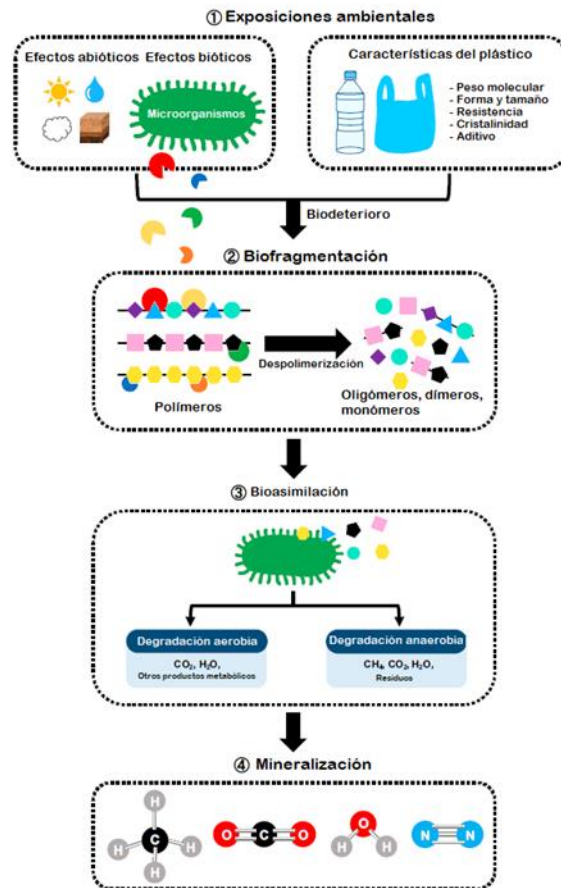 ① Exposiciones ambientales
Efectos abióticos
Efectos bióticos
Microorganismos
Características del plástico
- Peso molecular
- Forma y tamaño
- Resistencia
- Cristalinidad
- Aditivo
Biodeterioro
② Biofragmentación
Despolimerización
Polímeros
Oligómeros, dímeros,
monómeros
③ Bioasimilación
Degradación aerobia
CO₂, H₂O,
Otros productos metabólicos
Degradación anaerobia
CH₄, CO₂, H₂O,
Residuos
④ Mineralización
H
C
H
H
H
O
C
O
O
H
H
N
N